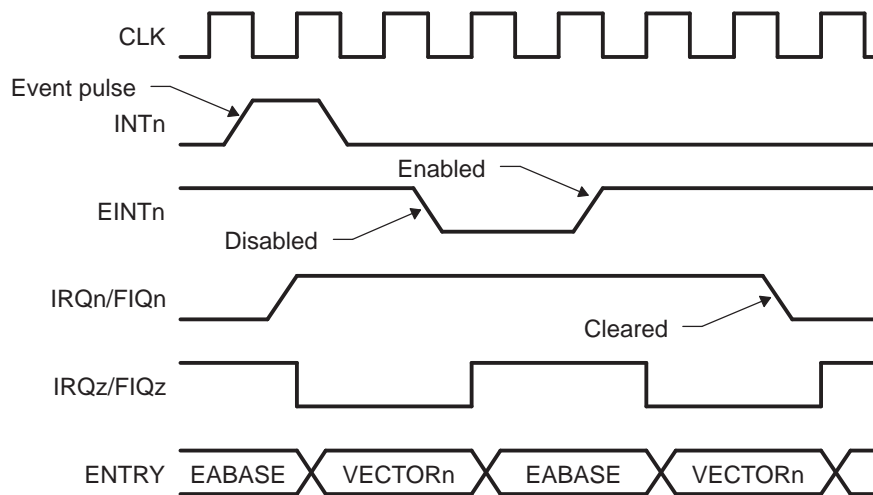 CLK
Event pulse
INTn
Enabled
EINTn
Disabled
IRQn/FIQn
Cleared
IRQz/FIQz
ENTRY EABASE VECTORn EABASE VECTORn